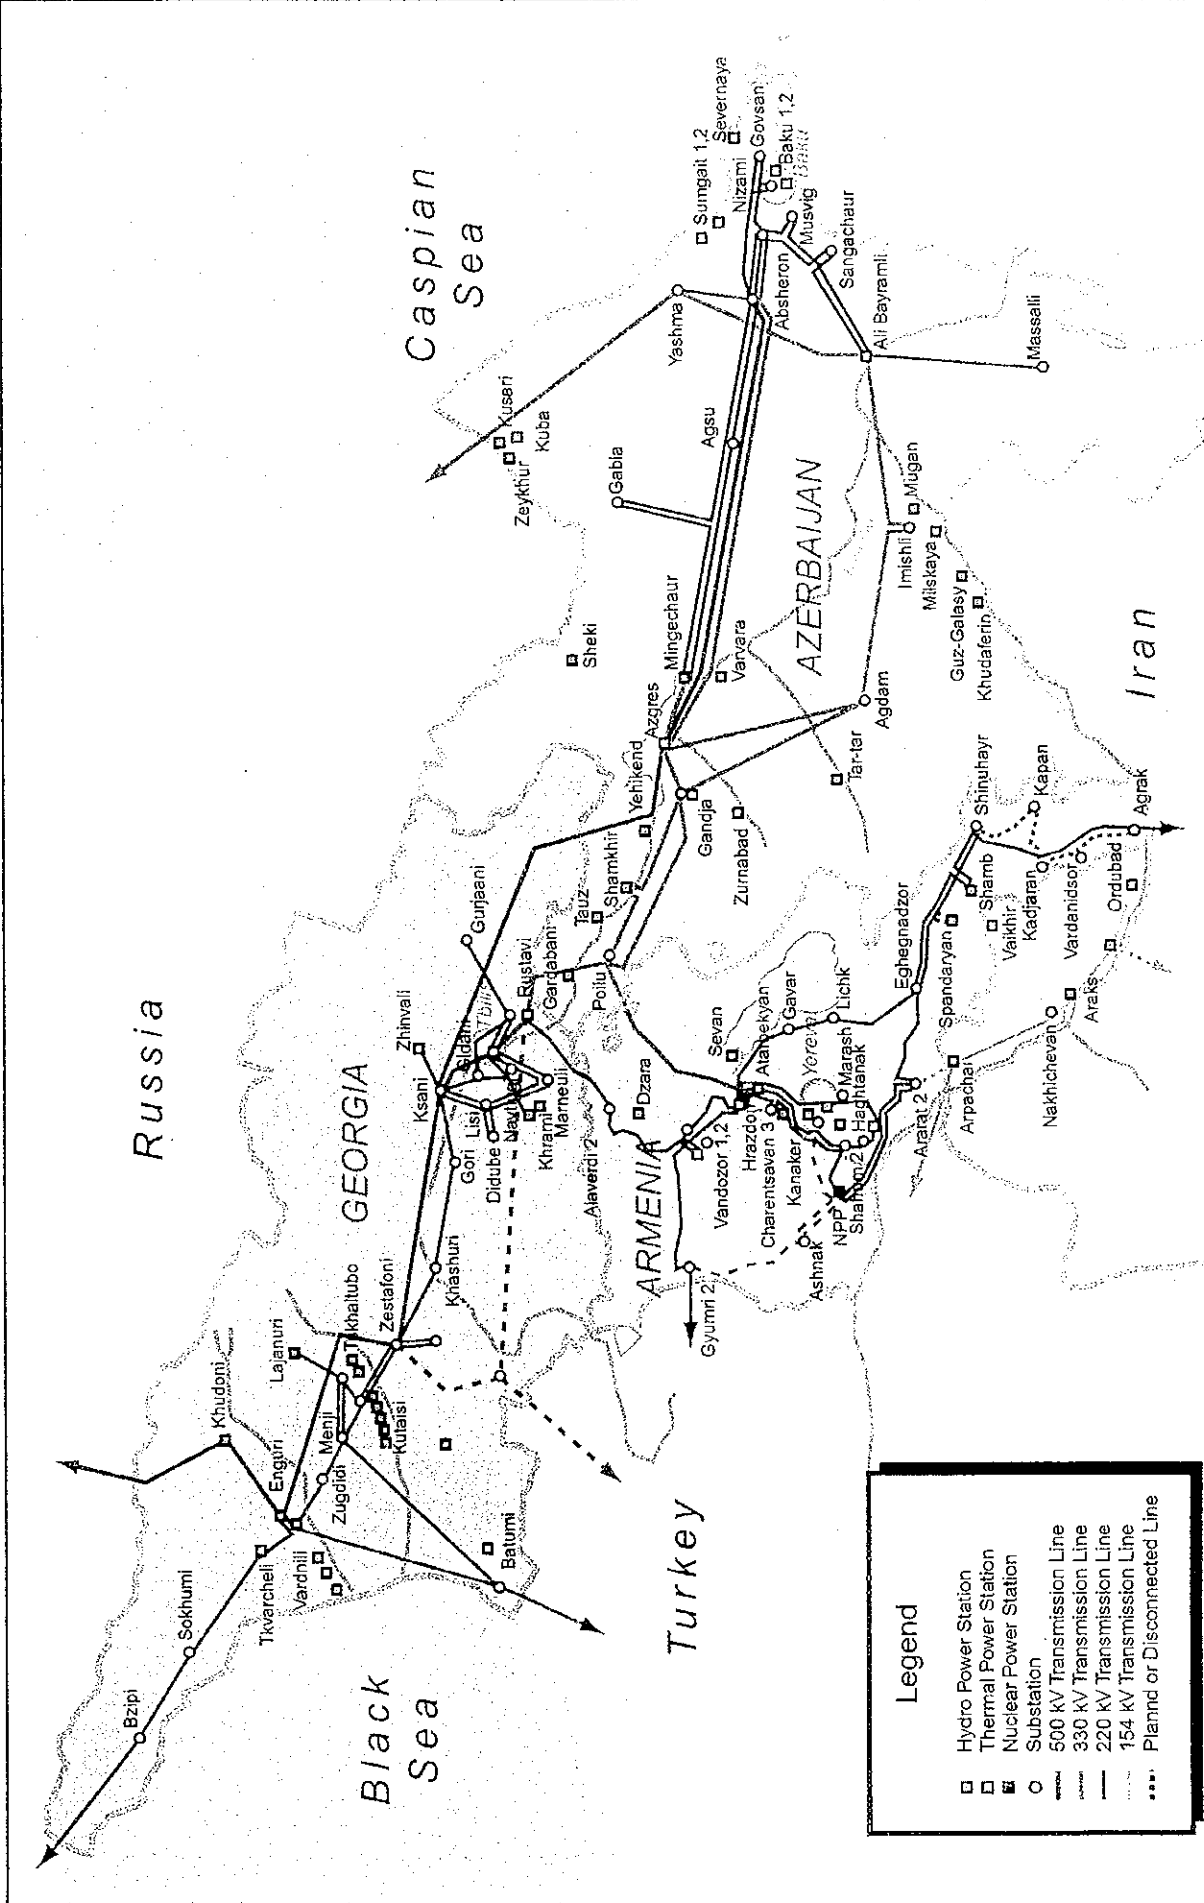 Russia
Caspian
Sea
Black
Sea
Turkey
Iran
GEORGIA
ARMENIA
AZERBAIJAN
Bzipi
Sokhumi
Tkvarcheli
Vardnili
Khudoni
Enguri
Zugdidi
Menji
Lajanuri
Tskhaltubo
Kutaisi
Batumi
Zestafoni
Khashuri
Gori
Ksani
Zhinvali
Gldani
Lisi
Didube
Khrami
Marneuli
Tbilisi
Gurjaani
Rustavi
Gardabani
Tauz
Shamkhir
Yehikend
Poilu
Alaverdi 2
Dzara
Vandozor 1,2
Gyumri 2
Sevan
Hrazdon
Atarbekyan
Gavar
Lichk
Charentsavan 3
Kanaker
Yerevan
Marash
Haghtanak
Shahum 2
NPP
Ashnak
Ararat 2
Eghegnadzor
Spandaryan
Shamb
Shinuhayr
Vaikhir
Kadjaran
Kapan
Vardanidsor
Ordubad
Agrak
Araks
Arpachai
Nakhichevan
Azgres
Mingechaur
Varvara
Gandja
Zurnabad
Tar-tar
Agdam
Sheki
Gabla
Agsu
Zeykhur
Kusari
Kuba
Yashma
Sumgait 1,2
Severnaya
Nizami
Govsan
Baku 1,2
Baku
Musvig
Sangachaur
Absheron
Ali Bayramli
Massalli
Imishli
Mugan
Milskaya
Guz-Galasy
Khudaferin
Legend
Hydro Power Station
Thermal Power Station
Nuclear Power Station
Substation
500 kV Transmission Line
330 kV Transmission Line
220 kV Transmission Line
154 kV Transmission Line
Plannd or Disconnected Line